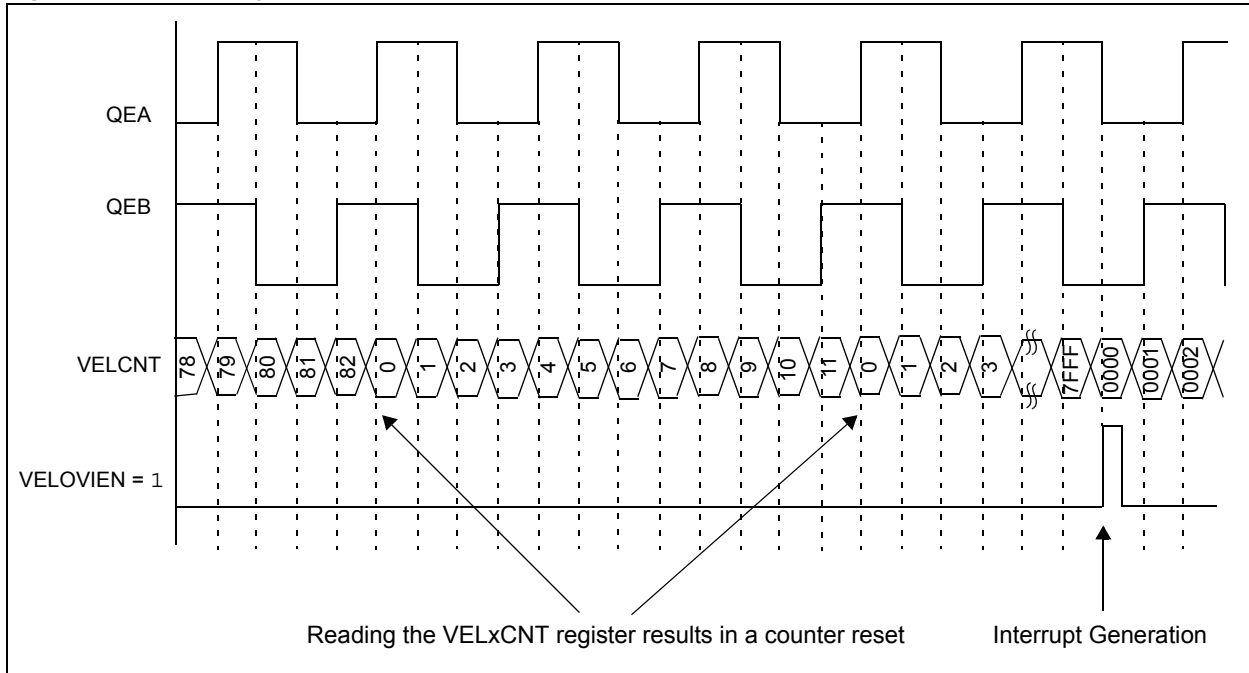 QEA
QEB
VELCNT
78 79 80 81 82 0 1 2 3 4 5 6 7 8 9 10 11 0 1 2 3 7FFF 0000 0001 0002
VELOVIEN = 1
Reading the VELxCNT register results in a counter reset
Interrupt Generation